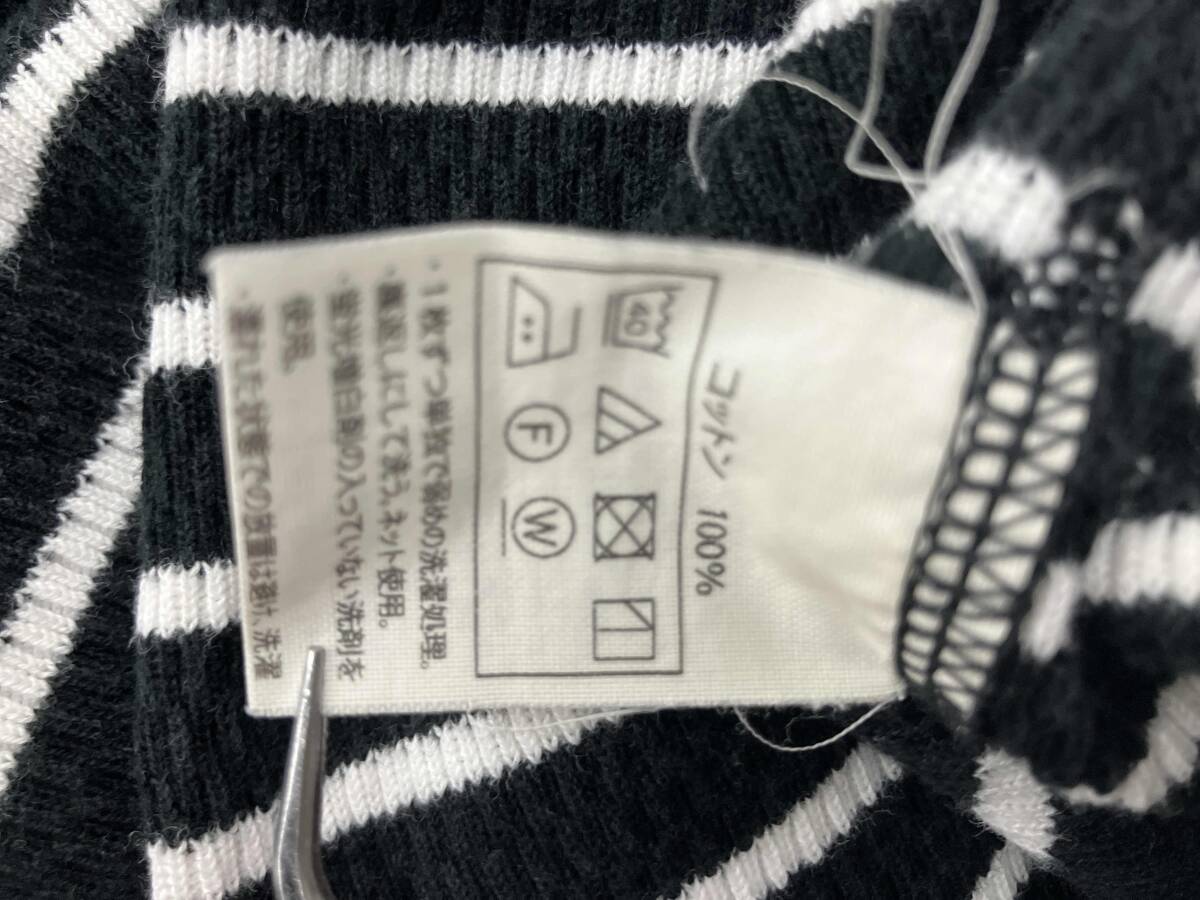 コットン 100%
40
F
W
・1枚ずつ単独で弱めの洗濯処理。
・裏返しにしてあら、ネット使用。
・蛍光増白剤の入っていない洗剤を
使用。
・濡れた状態での放置は避け、洗濯